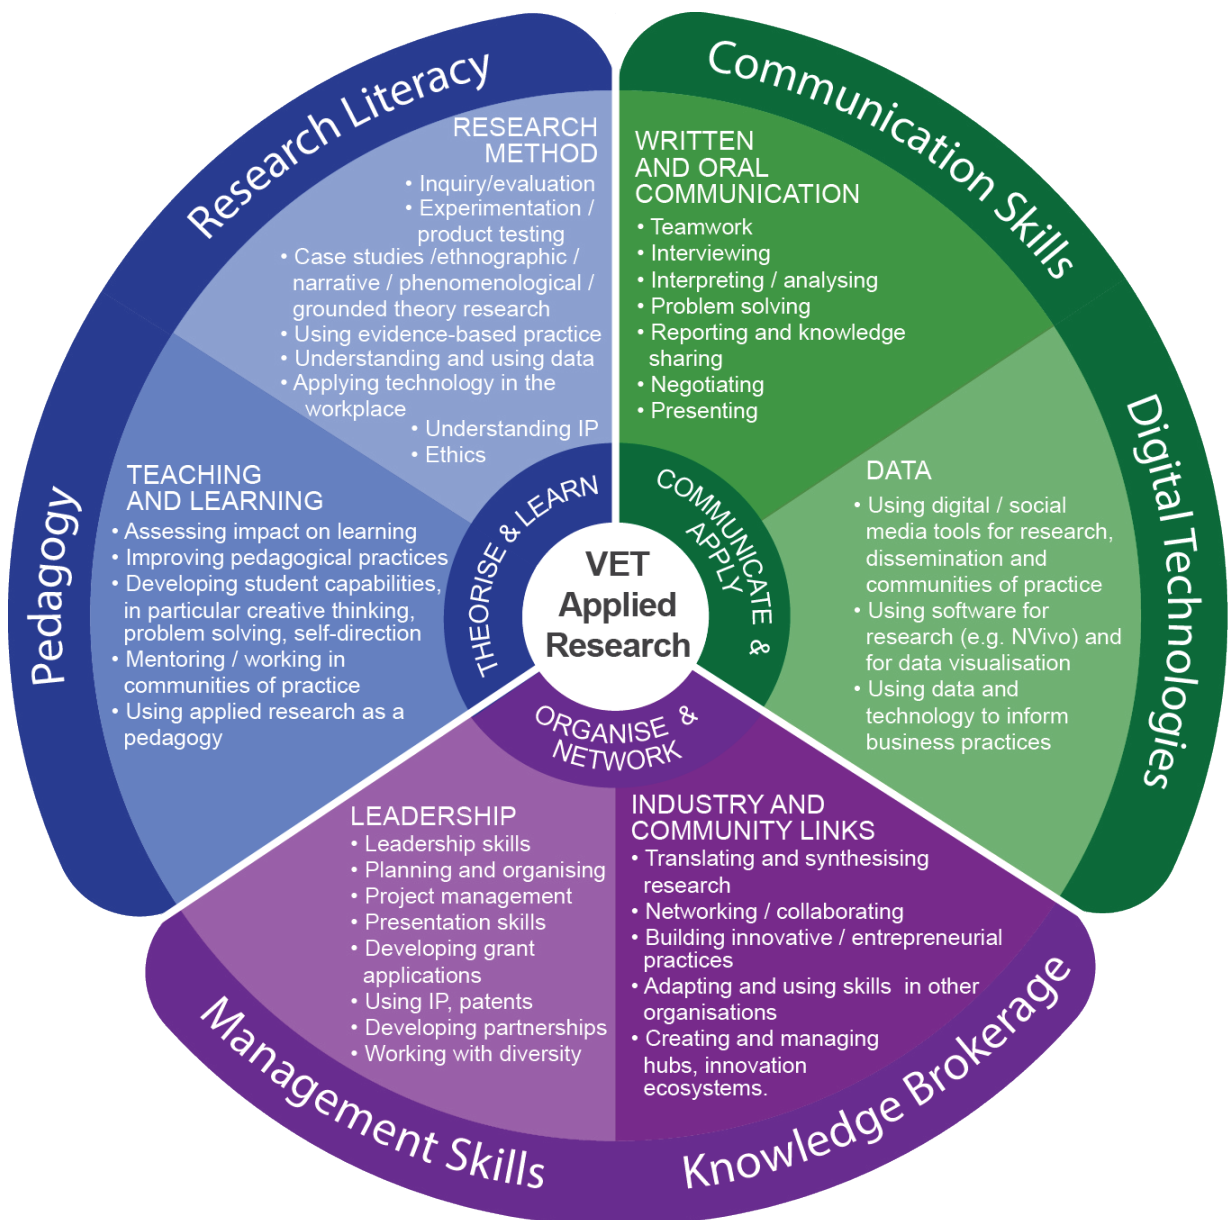 Research Literacy
RESEARCH
METHOD
• Inquiry/evaluation
• Experimentation /
product testing
• Case studies /ethnographic /
narrative / phenomenological /
grounded theory research
• Using evidence-based practice
• Understanding and using data
• Applying technology in the
workplace
• Understanding IP
• Ethics
Communication Skills
WRITTEN
AND ORAL
COMMUNICATION
• Teamwork
• Interviewing
• Interpreting / analysing
• Problem solving
• Reporting and knowledge
sharing
• Negotiating
• Presenting
Digital Technologies
DATA
• Using digital / social
media tools for research,
dissemination and
communities of practice
• Using software for
research (e.g. NVivo) and
for data visualisation
• Using data and
technology to inform
business practices
Pedagogy
TEACHING
AND LEARNING
• Assessing impact on learning
• Improving pedagogical practices
• Developing student capabilities,
in particular creative thinking,
problem solving, self-direction
• Mentoring / working in
communities of practice
• Using applied research as a
pedagogy
THEORISE & LEARN
COMMUNICATE &
APPLY
VET
Applied
Research
ORGANISE &
NETWORK
LEADERSHIP
• Leadership skills
• Planning and organising
• Project management
• Presentation skills
• Developing grant
applications
• Using IP, patents
• Developing partnerships
• Working with diversity
Management Skills
INDUSTRY AND
COMMUNITY LINKS
• Translating and synthesising
research
• Networking / collaborating
• Building innovative / entrepreneurial
practices
• Adapting and using skills in other
organisations
• Creating and managing
hubs, innovation
ecosystems.
Knowledge Brokerage